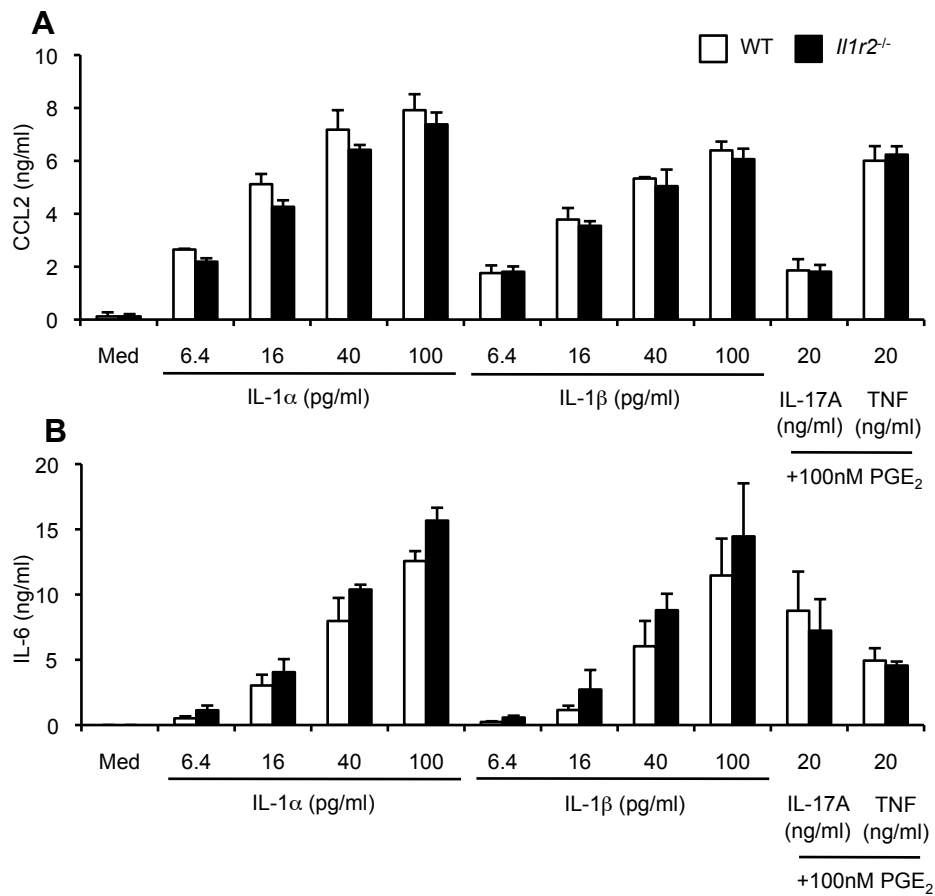 A
WT Il1r2-/-
10
8
6
4
2
0
CCL2 (ng/ml)
Med 6.4 16 40 100 6.4 16 40 100 20 20
IL-1α (pg/ml) IL-1β (pg/ml) IL-17A (ng/ml) TNF (ng/ml)
+100nM PGE2
B
20
15
10
5
0
IL-6 (ng/ml)
Med 6.4 16 40 100 6.4 16 40 100 20 20
IL-1α (pg/ml) IL-1β (pg/ml) IL-17A (ng/ml) TNF (ng/ml)
+100nM PGE2